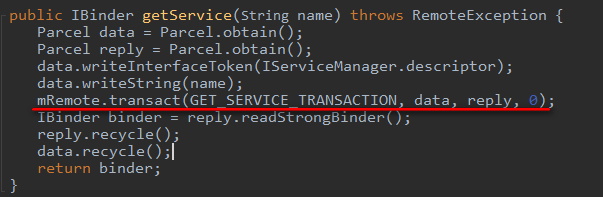 public IBinder getService(String name) throws RemoteException {
Parcel data = Parcel.obtain();
Parcel reply = Parcel.obtain();
data.writeInterfaceToken(IServiceManager.descriptor);
data.writeString(name);
mRemote.transact(GET_SERVICE_TRANSACTION, data, reply, 0);
IBinder binder = reply.readStrongBinder();
reply.recycle();
data.recycle();
return binder;
}